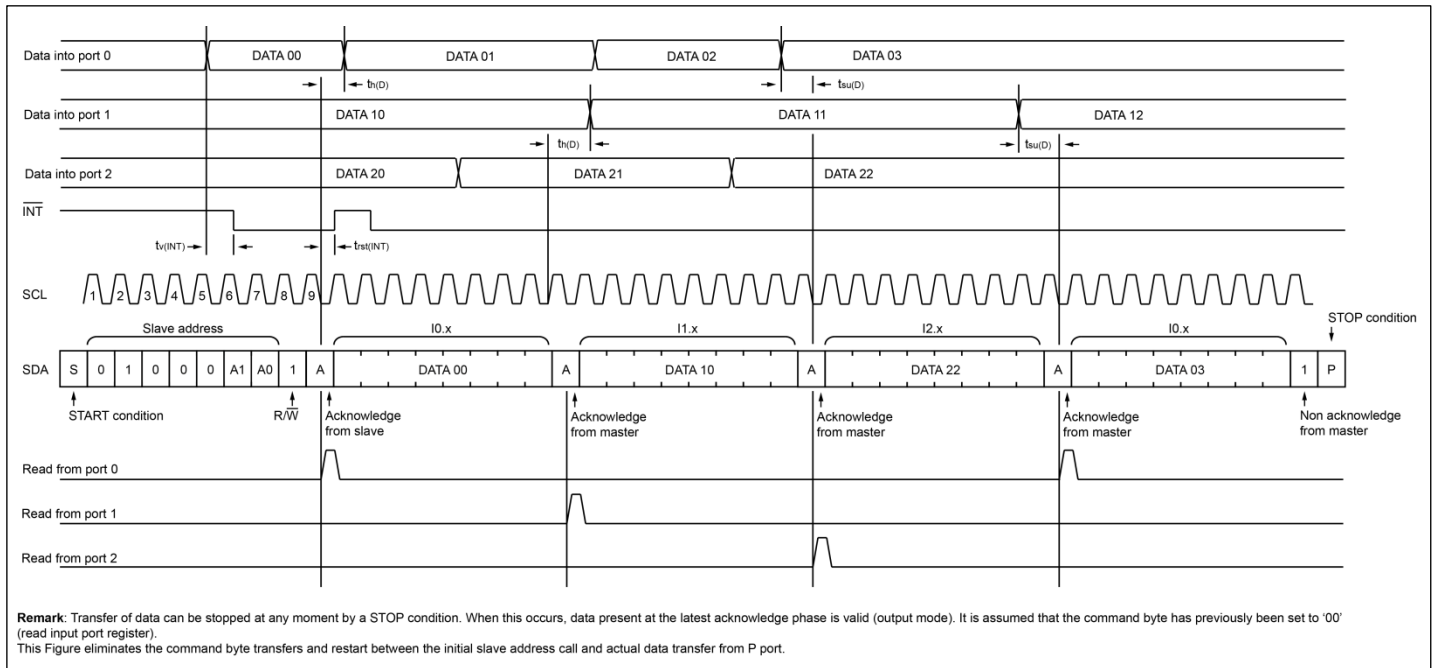 Data into port 0 DATA 00 DATA 01 DATA 02 DATA 03
th(D) tsu(D)
Data into port 1 DATA 10 DATA 11 DATA 12
th(D) tsu(D)
Data into port 2 DATA 20 DATA 21 DATA 22
INT
tv(INT) trst(INT)
SCL 1 2 3 4 5 6 7 8 9
STOP condition
Slave address I0.x I1.x I2.x I0.x
SDA S 0 1 0 0 0 A1 A0 1 A DATA 00 A DATA 10 A DATA 22 A DATA 03 1 P
START condition R/W Acknowledge Acknowledge Acknowledge Acknowledge Non acknowledge
from slave from master from master from master from master
Read from port 0
Read from port 1
Read from port 2
Remark: Transfer of data can be stopped at any moment by a STOP condition. When this occurs, data present at the latest acknowledge phase is valid (output mode). It is assumed that the command byte has previously been set to ‘00’
(read input port register).
This Figure eliminates the command byte transfers and restart between the initial slave address call and actual data transfer from P port.